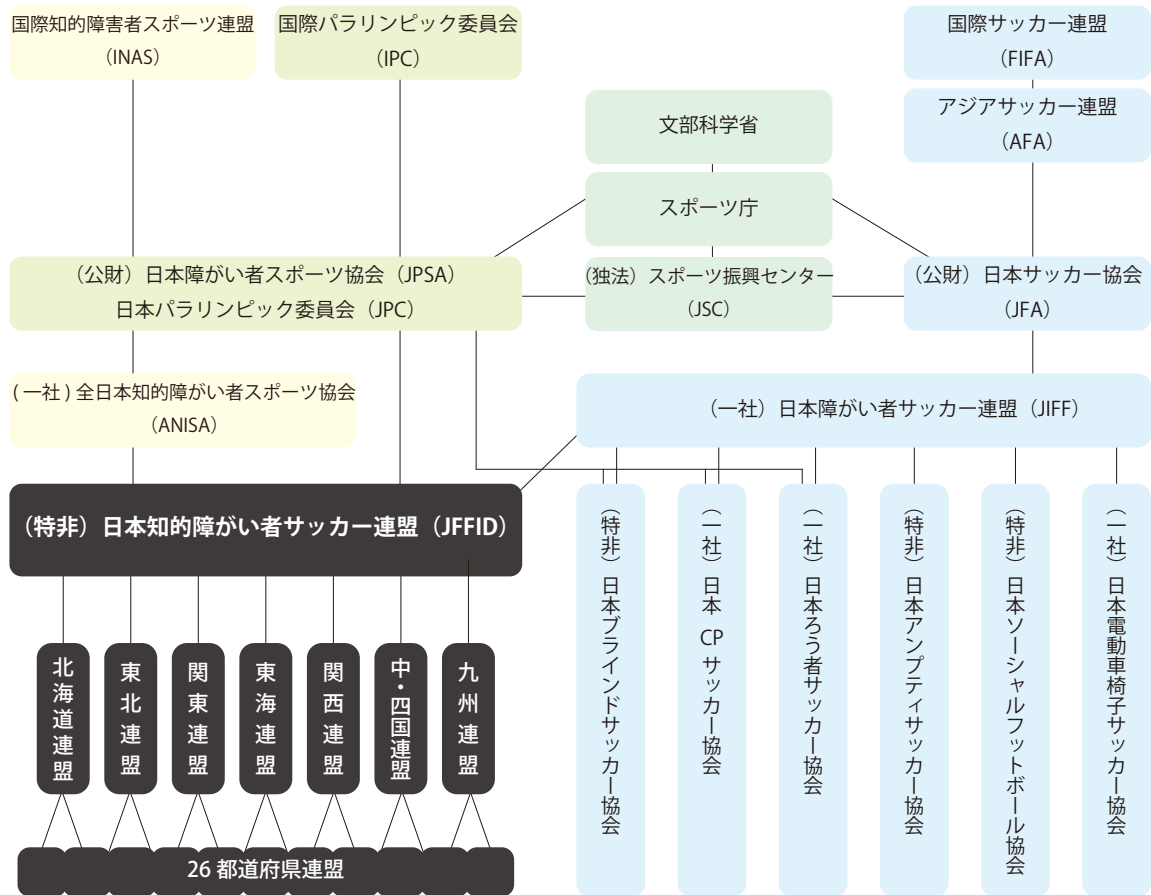 国際知的障害者スポーツ連盟
（INAS）
国際パラリンピック委員会
（IPC）
国際サッカー連盟
（FIFA）
アジアサッカー連盟
（AFA）
文部科学省
スポーツ庁
（公財）日本障がい者スポーツ協会（JPSA）
日本パラリンピック委員会（JPC）
（独法）スポーツ振興センター
（JSC）
（公財）日本サッカー協会
（JFA）
( 一社 ) 全日本知的障がい者スポーツ協会
（ANISA）
（一社）日本障がい者サッカー連盟（JIFF）
（特非）日本知的障がい者サッカー連盟（JFFID）
（特非）日本ブラインドサッカー協会
（一社）日本 CP サッカー協会
（一社）日本ろう者サッカー協会
（特非）日本アンプティサッカー協会
（特非）日本ソーシャルフットボール協会
（一社）日本電動車椅子サッカー協会
北海道連盟
東北連盟
関東連盟
東海連盟
関西連盟
中・四国連盟
九州連盟
26 都道府県連盟